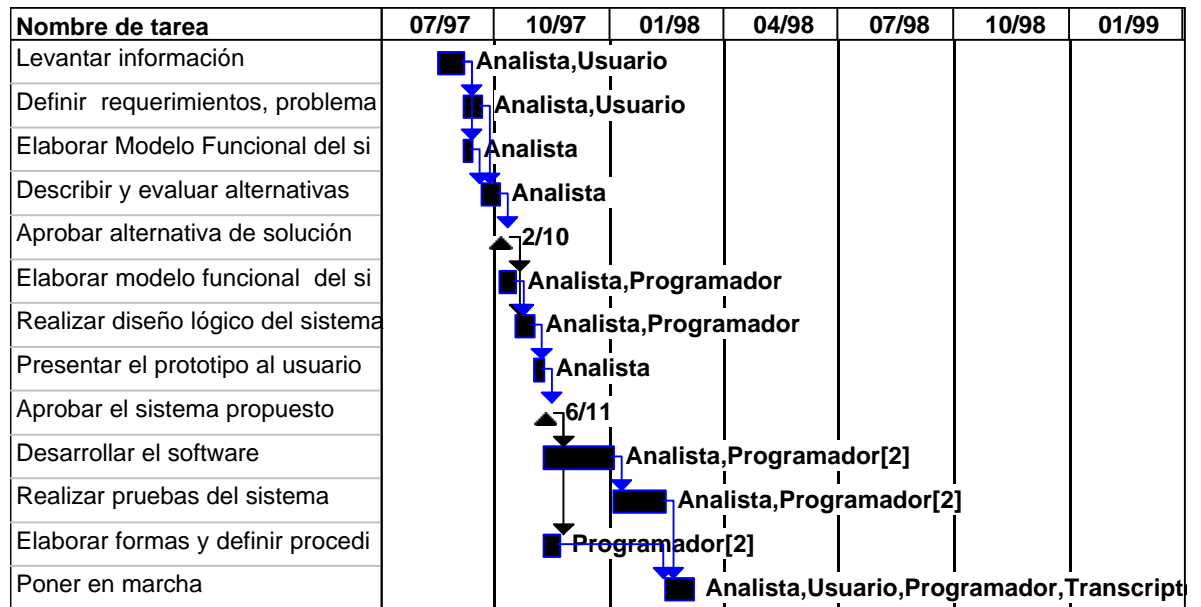 Nombre de tarea 07/97 10/97 01/98 04/98 07/98 10/98 01/99
Levantar información Analista,Usuario
Definir requerimientos, problema Analista,Usuario
Elaborar Modelo Funcional del si Analista
Describir y evaluar alternativas Analista
Aprobar alternativa de solución 2/10
Elaborar modelo funcional del si Analista,Programador
Realizar diseño lógico del sistema Analista,Programador
Presentar el prototipo al usuario Analista
Aprobar el sistema propuesto 6/11
Desarrollar el software Analista,Programador[2]
Realizar pruebas del sistema Analista,Programador[2]
Elaborar formas y definir procedi Programador[2]
Poner en marcha Analista,Usuario,Programador,Transcript